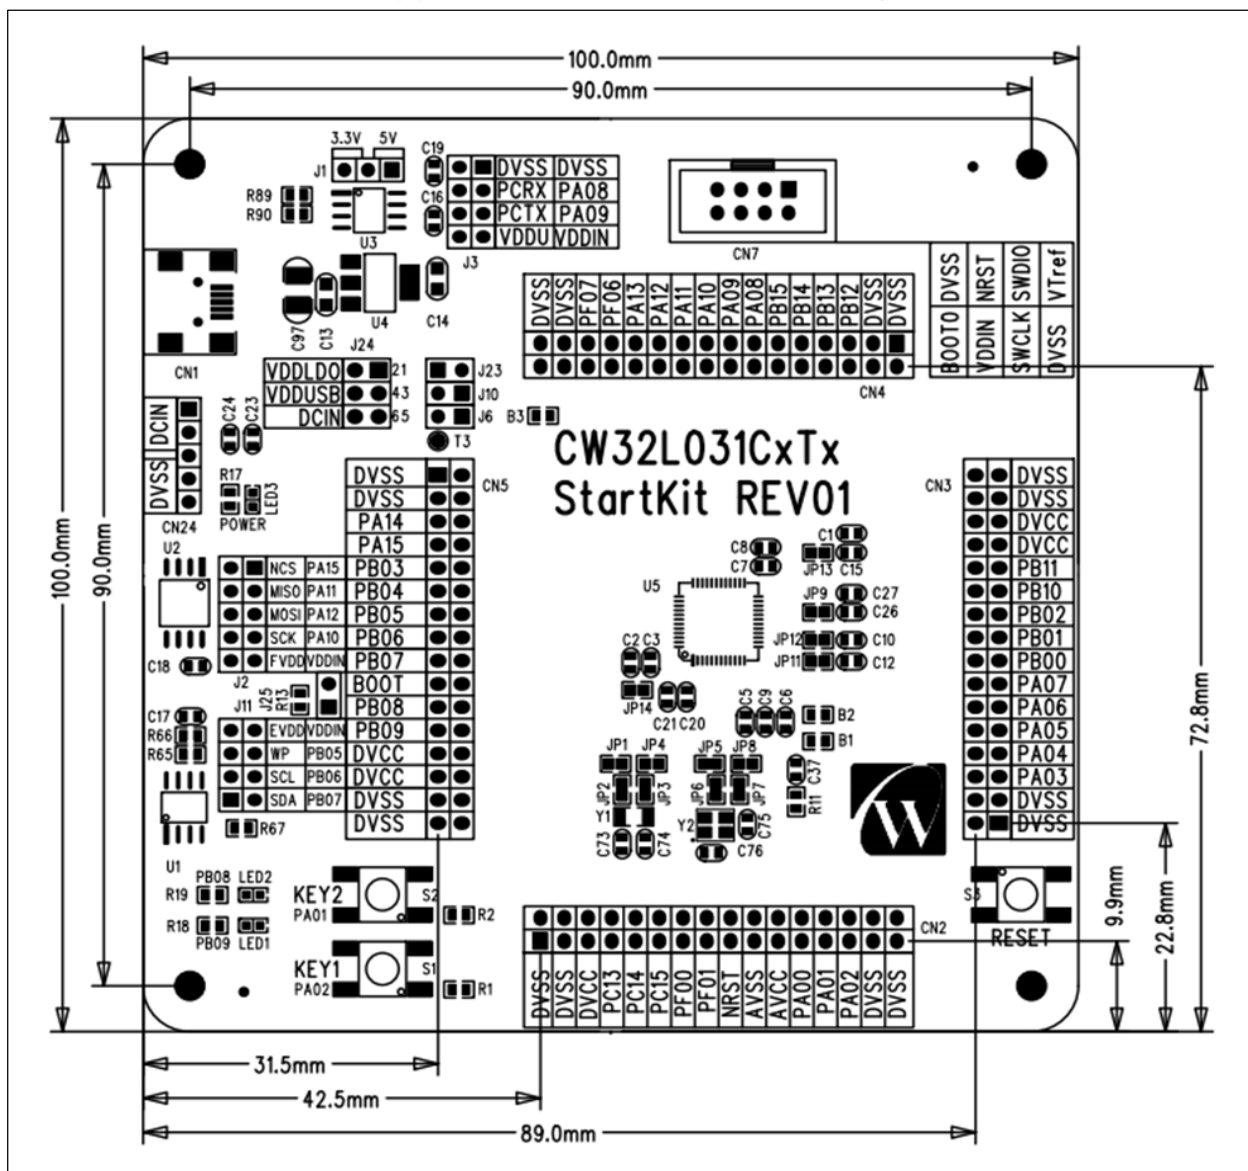 100.0mm
90.0mm
3.3V 5V
J1
C19
DVSS DVSS
PCRX PA08
PCTX PA09
VDDU VDDIN
J3
R89
R90
C16
U3
CN7
BOOT0 DVSS
VDDIN NRST
SWCLK SWDIO
DVSS VTref
CN1
C97
C13
U4
C14
DVSS DVSS PF07 PF06 PA13 PA12 PA11 PA10 PA09 PA08 PB15 PB14 PB13 PB12 DVSS DVSS
CN4
J24
VDDLDO 21
VDDUSB 43
DCIN 65
J23
J10
J6
T3
B3
DCIN
DVSS
CN24
C24
C23
R17
LED3
POWER
CW32L031CxTx
StartKit REV01
CN5
DVSS
DVSS
PA14
PA15
PB03
PB04
PB05
PB06
PB07
BOOT
PB08
PB09
DVCC
DVCC
DVSS
DVSS
CN3
DVSS
DVSS
DVCC
DVCC
PB11
PB10
PB02
PB01
PB00
PA07
PA06
PA05
PA04
PA03
DVSS
DVSS
U2
NCS PA15
MISO PA11
MOSI PA12
SCK PA10
FVDD VDDIN
C18
J2
J11
J25
R13
C17
R66
R65
EVDD VDDIN
WP PB05
SCL PB06
SDA PB07
R67
U1
C8
C7
C1
C15
JP13
U5
JP9
C27
C26
JP12
C10
JP11
C12
C2
C3
JP14
C21
C20
C5
C9
C6
B2
B1
JP1
JP4
JP5
JP8
JP2
JP3
JP6
JP7
C37
R11
Y1
Y2
C73
C74
C75
C76
W
R19
PB08
LED2
R18
PB09
LED1
KEY2
PA01
S2
R2
KEY1
PA02
S1
R1
CN2
DVSS DVSS DVCC PC13 PC14 PC15 PF00 PF01 NRST AVSS AVCC PA00 PA01 PA02 DVSS DVSS
S3
RESET
100.0mm
90.0mm
72.8mm
22.8mm
9.9mm
31.5mm
42.5mm
89.0mm